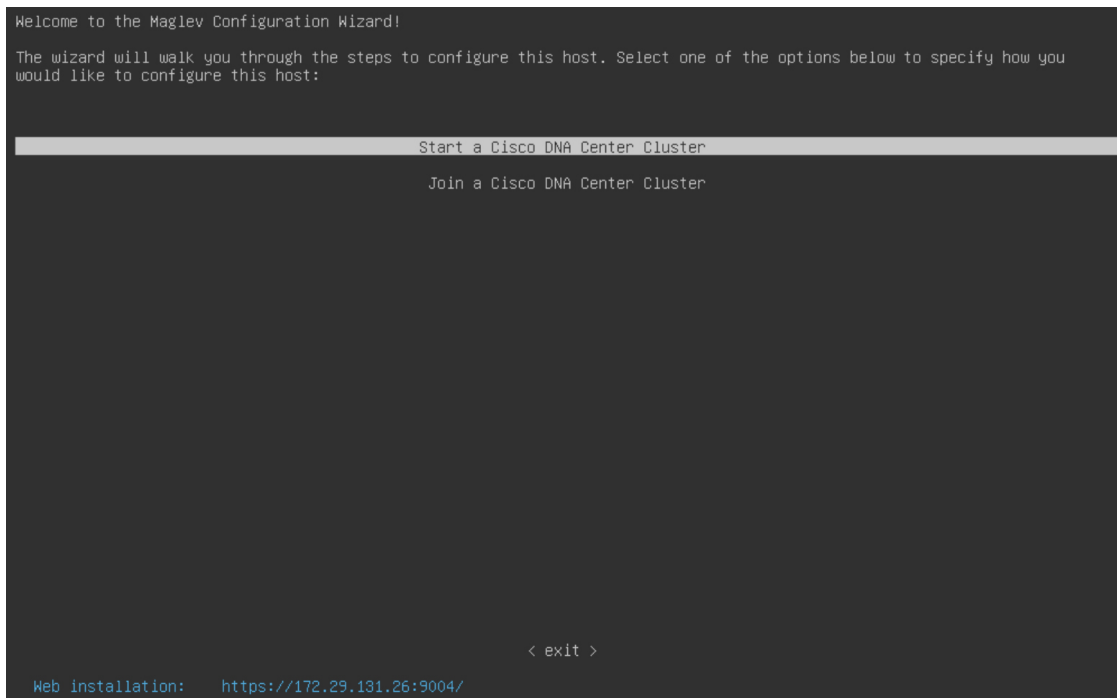 Welcome to the Maglev Configuration Wizard!
The wizard will walk you through the steps to configure this host. Select one of the options below to specify how you
would like to configure this host:
Start a Cisco DNA Center Cluster
Join a Cisco DNA Center Cluster
< exit >
Web installation: https://172.29.131.26:9004/